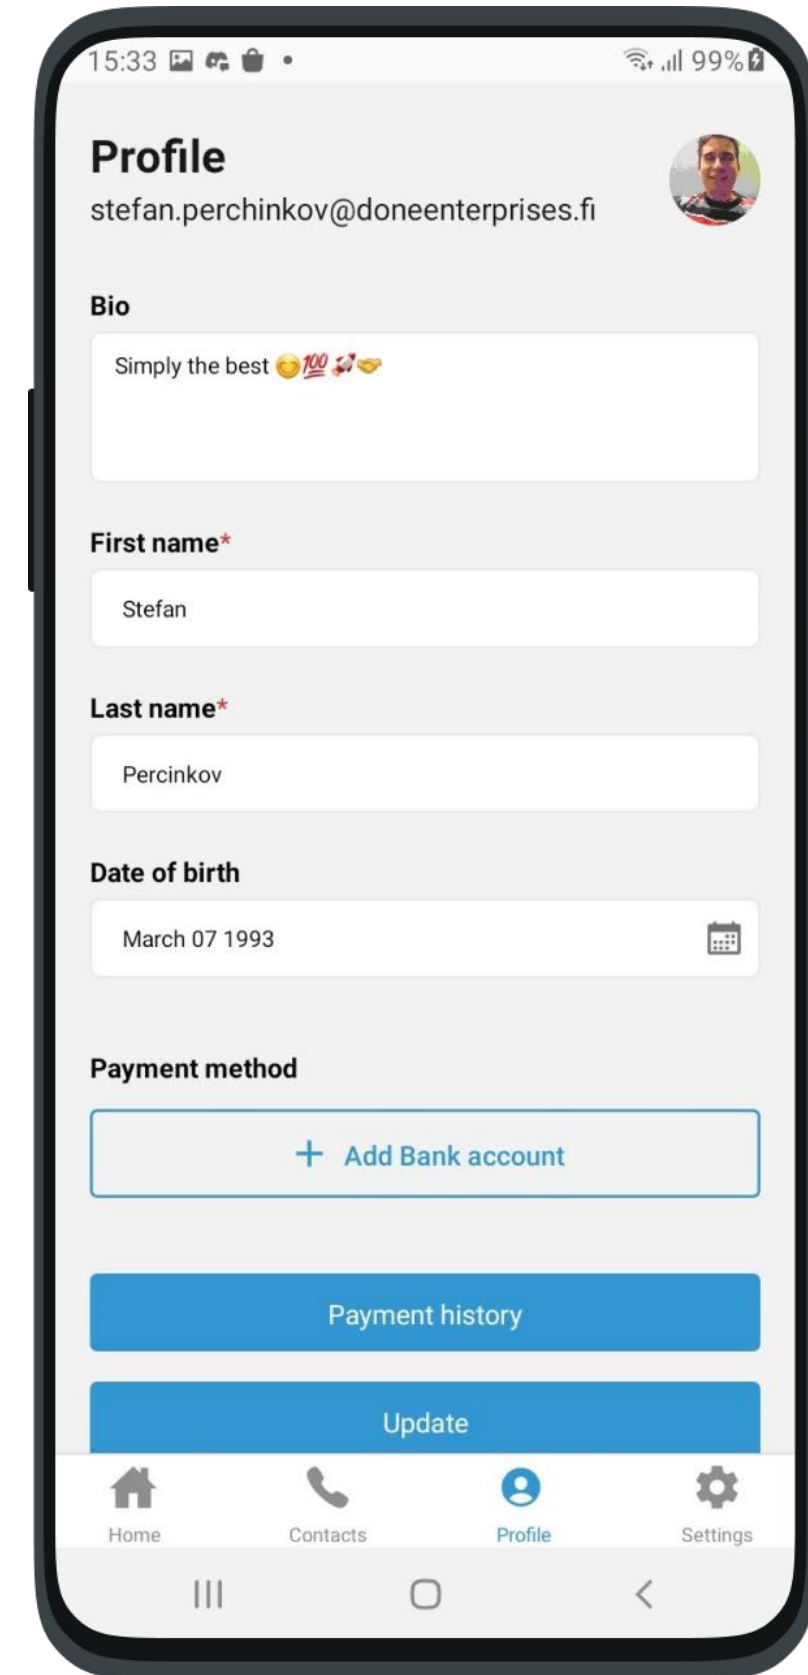 15:33 99%
Profile
stefan.perchinkov@doneenterprises.fi
Bio
Simply the best 😊💯🚀🤝
First name*
Stefan
Last name*
Percinkov
Date of birth
March 07 1993
Payment method
+ Add Bank account
Payment history
Update
Home Contacts Profile Settings